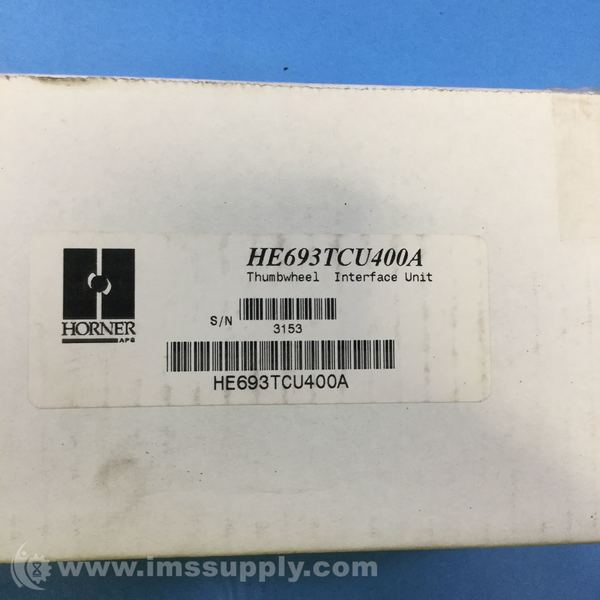 HE693TCU400A
Thumbwheel Interface Unit
S/N
3153
HORNER
APG
HE693TCU400A
www.imssupply.com